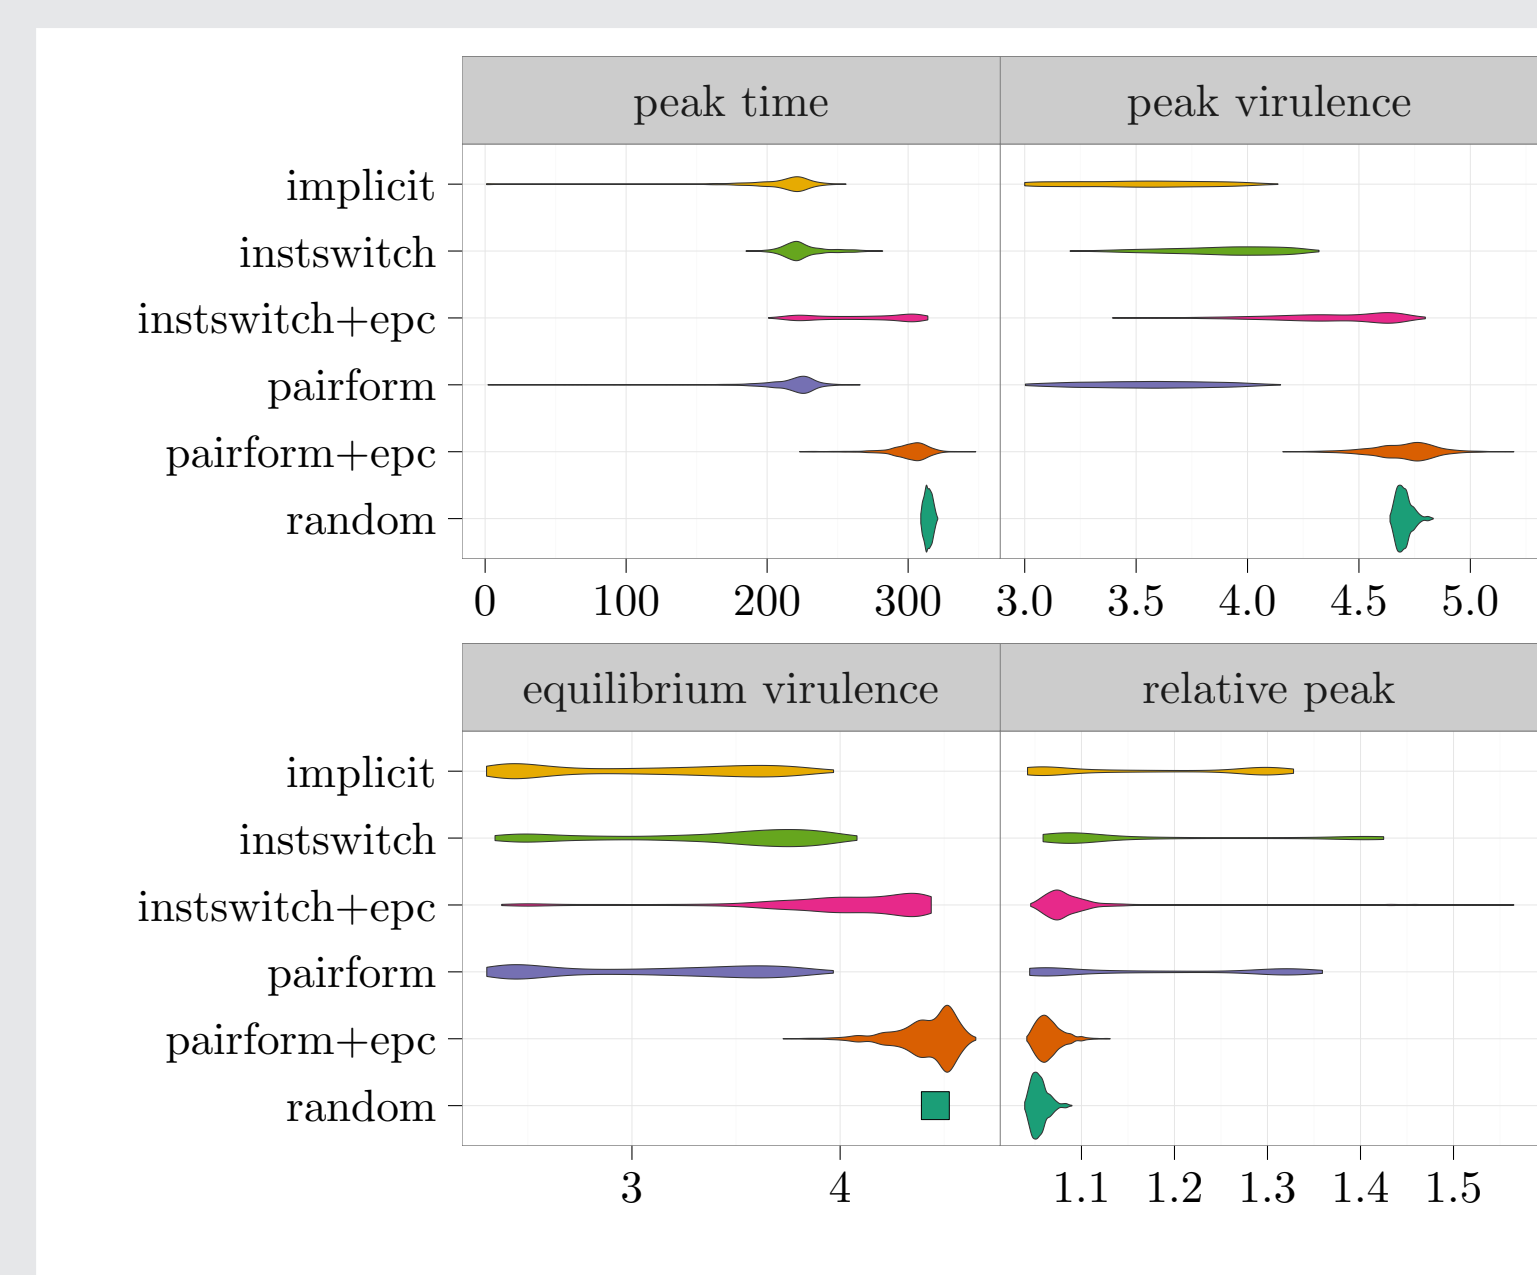 peak time peak virulence
implicit
instswitch
instswitch+epc
pairform
pairform+epc
random
0 100 200 300 3.0 3.5 4.0 4.5 5.0
equilibrium virulence relative peak
implicit
instswitch
instswitch+epc
pairform
pairform+epc
random
3 4 1.1 1.2 1.3 1.4 1.5